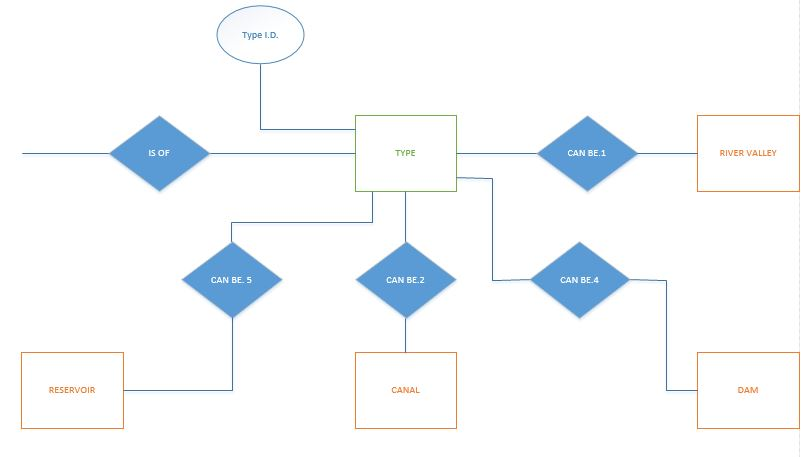 Type I.D.
IS OF
TYPE
CAN BE.1
RIVER VALLEY
CAN BE. 5
CAN BE.2
CAN BE.4
RESERVOIR
CANAL
DAM